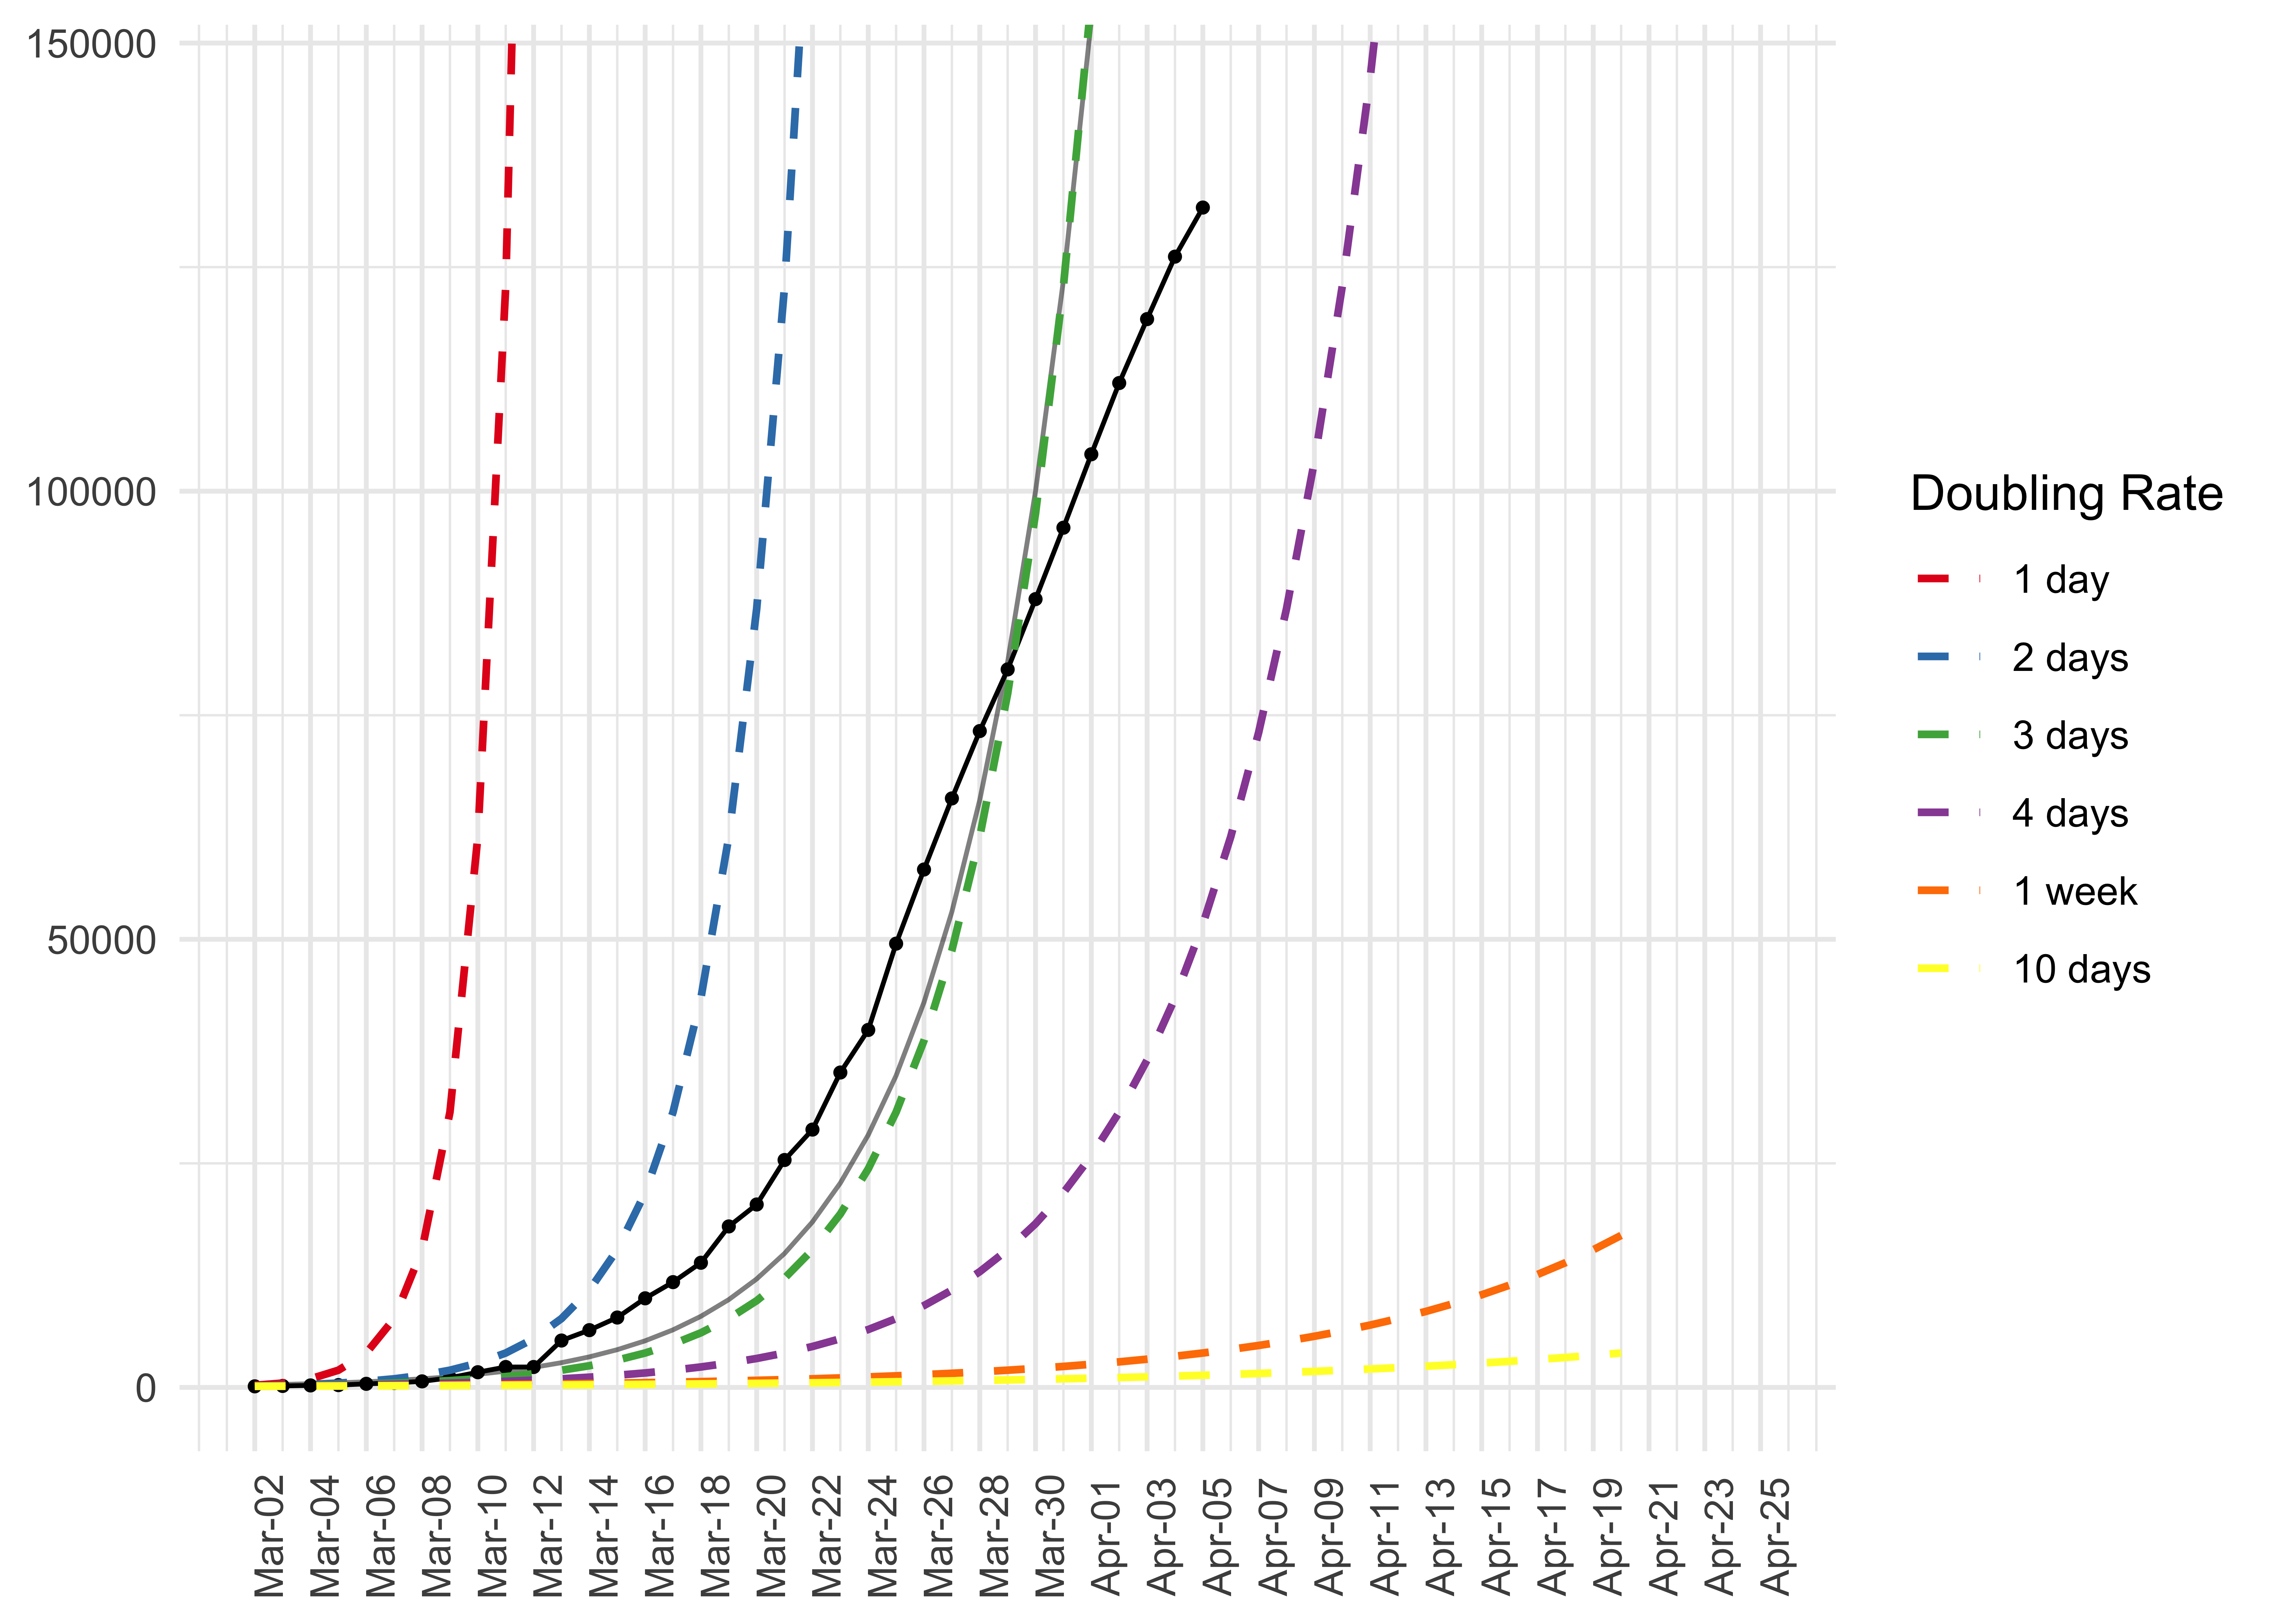 150000
100000
50000
0
Mar-02
Mar-04
Mar-06
Mar-08
Mar-10
Mar-12
Mar-14
Mar-16
Mar-18
Mar-20
Mar-22
Mar-24
Mar-26
Mar-28
Mar-30
Apr-01
Apr-03
Apr-05
Apr-07
Apr-09
Apr-11
Apr-13
Apr-15
Apr-17
Apr-19
Apr-21
Apr-23
Apr-25
Doubling Rate
1 day
2 days
3 days
4 days
1 week
10 days